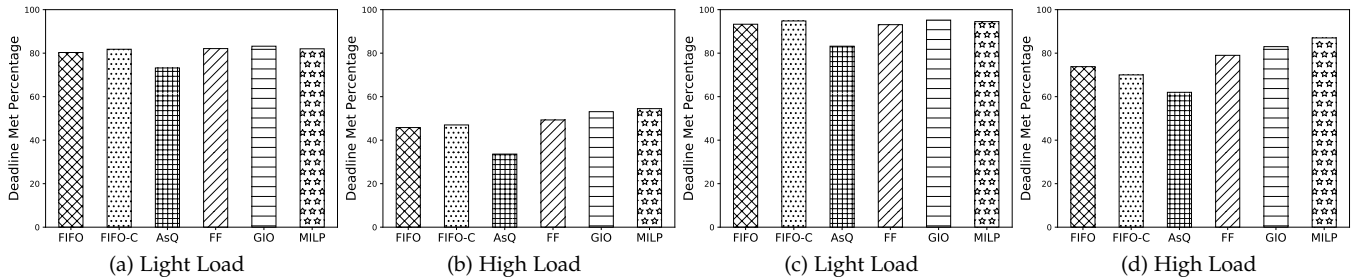 Deadline Met Percentage
100
80
60
40
20
0
FIFO FIFO-C AsQ FF GIO MILP
(a) Light Load
Deadline Met Percentage
100
80
60
40
20
0
FIFO FIFO-C AsQ FF GIO MILP
(b) High Load
Deadline Met Percentage
100
80
60
40
20
0
FIFO FIFO-C AsQ FF GIO MILP
(c) Light Load
Deadline Met Percentage
100
80
60
40
20
0
FIFO FIFO-C AsQ FF GIO MILP
(d) High Load